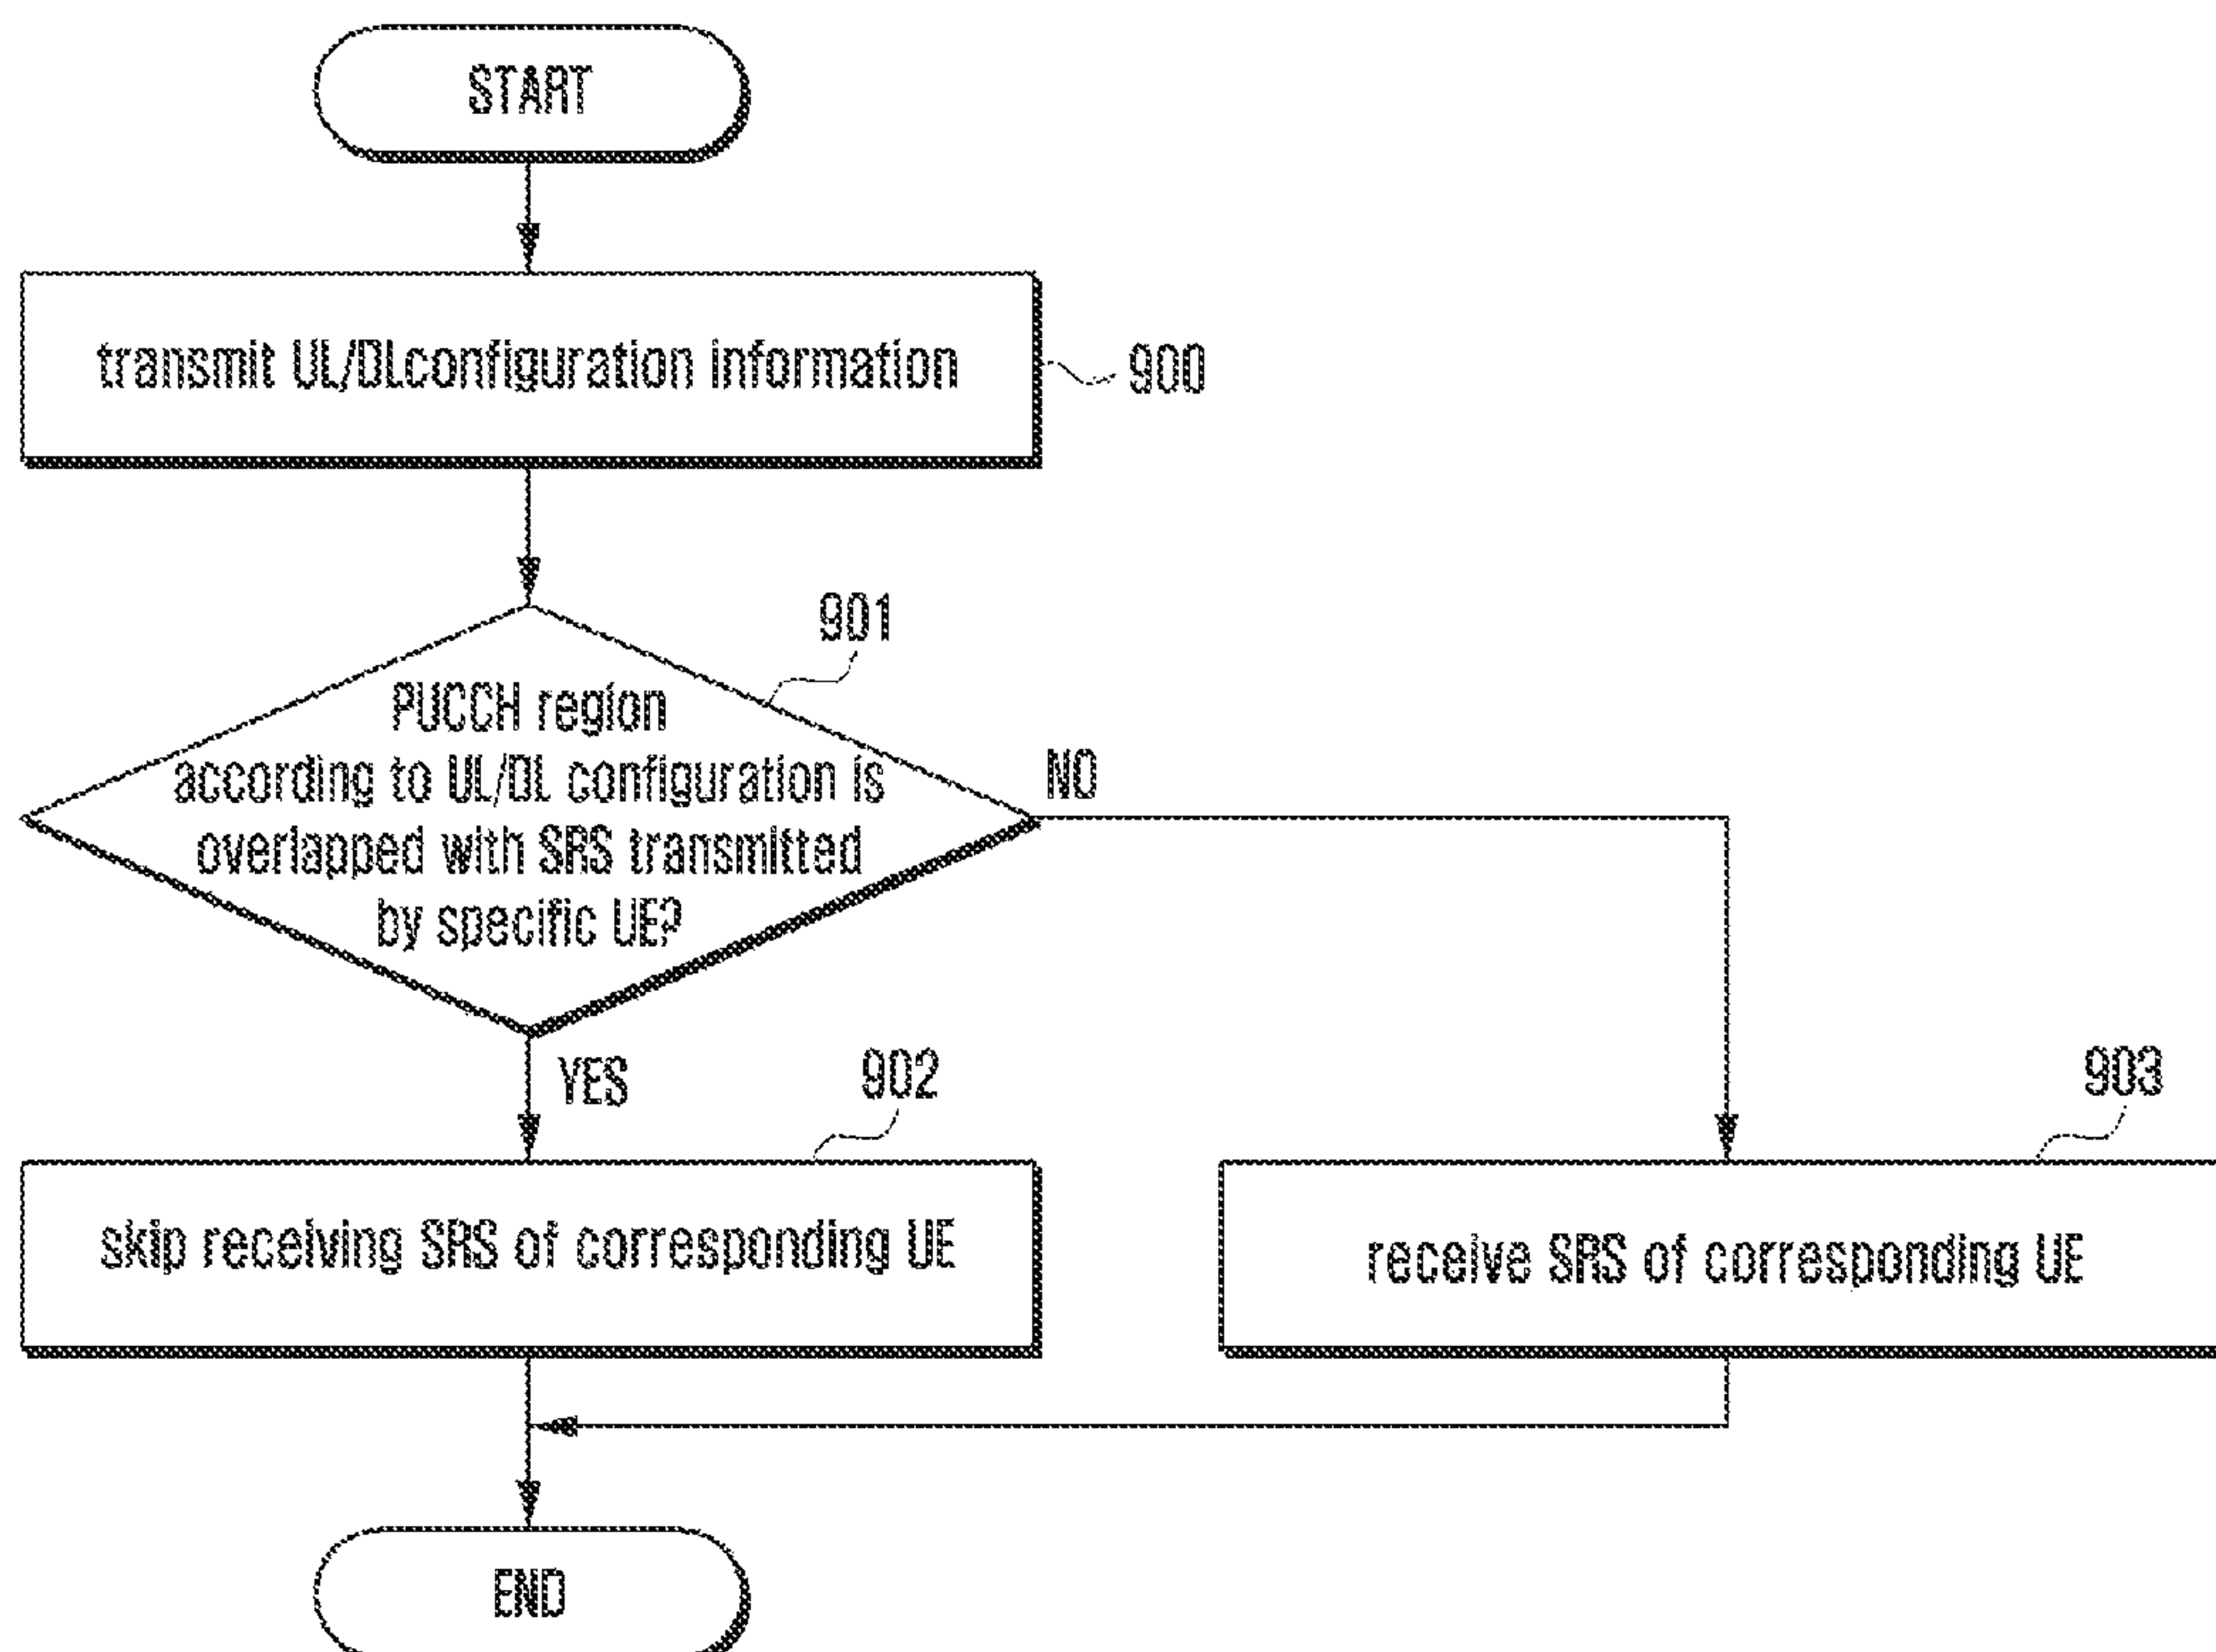 START
transmit UL/DLconfiguration information
900
901
PUCCH region
according to UL/DL configuration is
overlapped with SRS transmitted
by specific UE?
NO
YES
902
903
skip receiving SRS of corresponding UE
receive SRS of corresponding UE
END